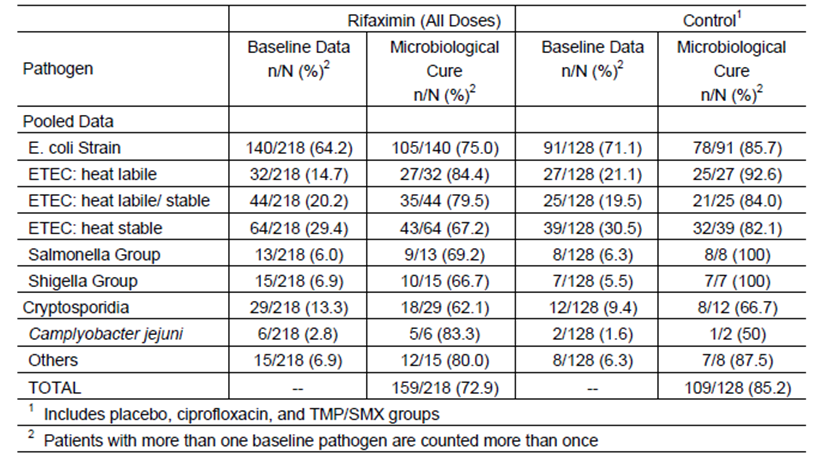 Rifaximin (All Doses) Control1
Pathogen Baseline Data n/N (%)2 Microbiological Cure n/N (%)2 Baseline Data n/N (%)2 Microbiological Cure n/N (%)2
Pooled Data
E. coli Strain 140/218 (64.2) 105/140 (75.0) 91/128 (71.1) 78/91 (85.7)
ETEC: heat labile 32/218 (14.7) 27/32 (84.4) 27/128 (21.1) 25/27 (92.6)
ETEC: heat labile/ stable 44/218 (20.2) 35/44 (79.5) 25/128 (19.5) 21/25 (84.0)
ETEC: heat stable 64/218 (29.4) 43/64 (67.2) 39/128 (30.5) 32/39 (82.1)
Salmonella Group 13/218 (6.0) 9/13 (69.2) 8/128 (6.3) 8/8 (100)
Shigella Group 15/218 (6.9) 10/15 (66.7) 7/128 (5.5) 7/7 (100)
Cryptosporidia 29/218 (13.3) 18/29 (62.1) 12/128 (9.4) 8/12 (66.7)
Camplyobacter jejuni 6/218 (2.8) 5/6 (83.3) 2/128 (1.6) 1/2 (50)
Others 15/218 (6.9) 12/15 (80.0) 8/128 (6.3) 7/8 (87.5)
TOTAL -- 159/218 (72.9) -- 109/128 (85.2)
1 Includes placebo, ciprofloxacin, and TMP/SMX groups
2 Patients with more than one baseline pathogen are counted more than once